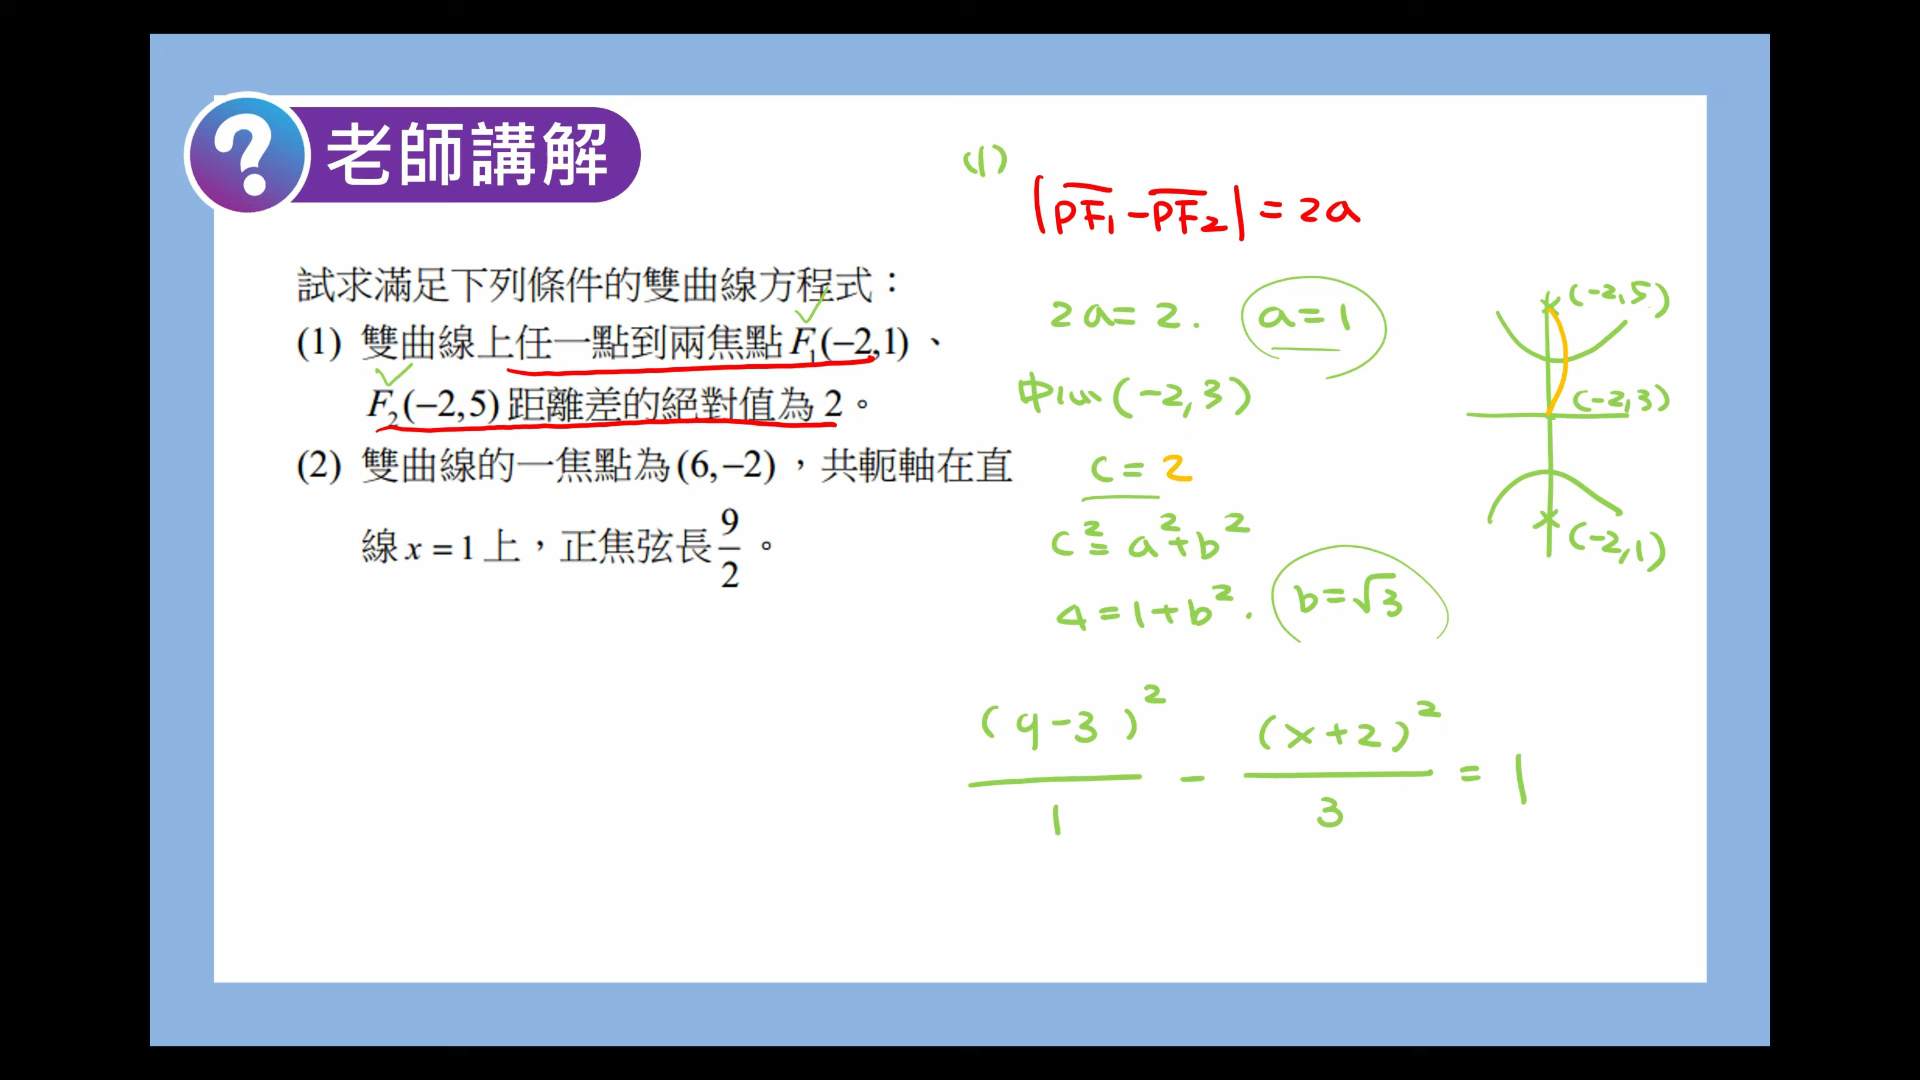 老師講解
試求滿足下列條件的雙曲線方程式：
(1) 雙曲線上任一點到兩焦點 F₁(−2,1)、
F₂(−2,5) 距離差的絕對值為 2。
(2) 雙曲線的一焦點為 (6,−2)，共軛軸在直
線 x = 1 上，正焦弦長 9/2。
(1)
|PF₁ - PF₂| = 2a
2a = 2. a = 1
中心 (-2,3)
c = 2
c² = a² + b²
4 = 1 + b². b = √3
(y-3)²/1 - (x+2)²/3 = 1
(-2,5)
(-2,3)
(-2,1)